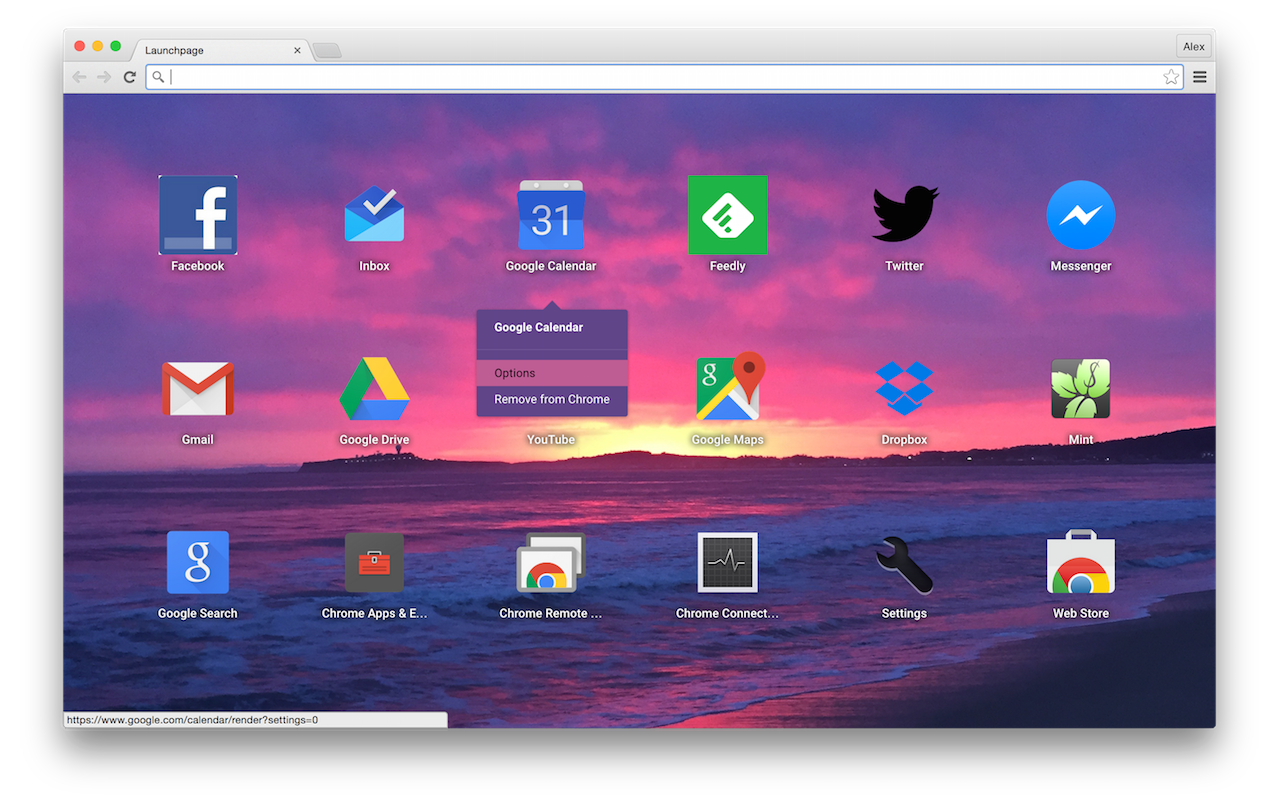 Launchpage
Alex
Facebook
Inbox
31
Google Calendar
Feedly
Twitter
Messenger
Google Calendar
Options
Remove from Chrome
Gmail
Google Drive
YouTube
g
Google Maps
Dropbox
Mint
g
Google Search
Chrome Apps & E...
Chrome Remote ...
Chrome Connect...
Settings
Web Store
https://www.google.com/calendar/render?settings=0